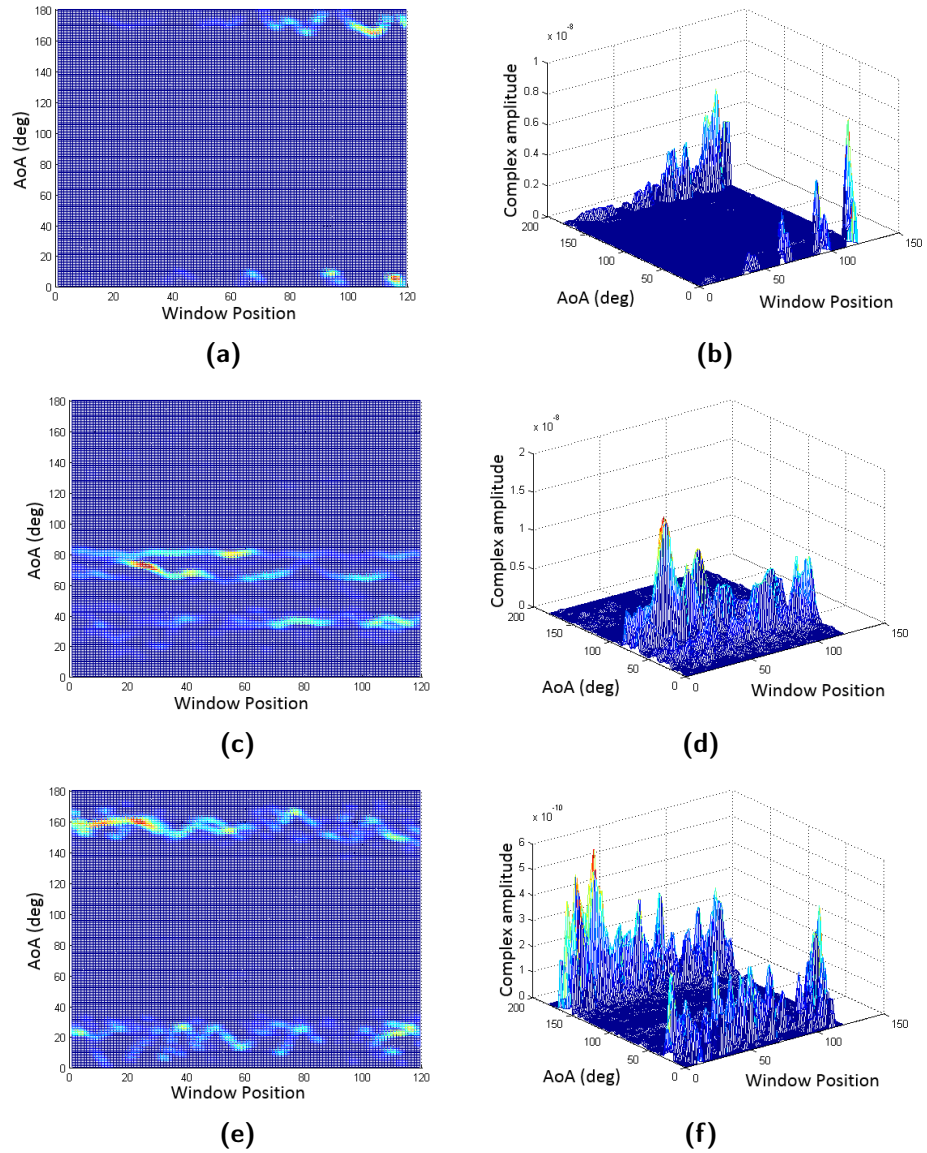 180
160
140
120
100
80
60
40
20
0
AoA (deg)
0 20 40 60 80 100 120
Window Position
(a)
x 10^-8
1
0.8
0.6
0.4
0.2
0
Complex amplitude
200
150
100
50
0
AoA (deg)
0
50
100
150
Window Position
(b)
180
160
140
120
100
80
60
40
20
0
AoA (deg)
0 20 40 60 80 100 120
Window Position
(c)
x 10^-8
2
1.5
1
0.5
0
Complex amplitude
200
150
100
50
0
AoA (deg)
0
50
100
150
Window Position
(d)
180
160
140
120
100
80
60
40
20
0
AoA (deg)
0 20 40 60 80 100 120
Window Position
(e)
x 10^-10
6
5
4
3
2
1
0
Complex amplitude
200
150
100
50
0
AoA (deg)
0
50
100
150
Window Position
(f)